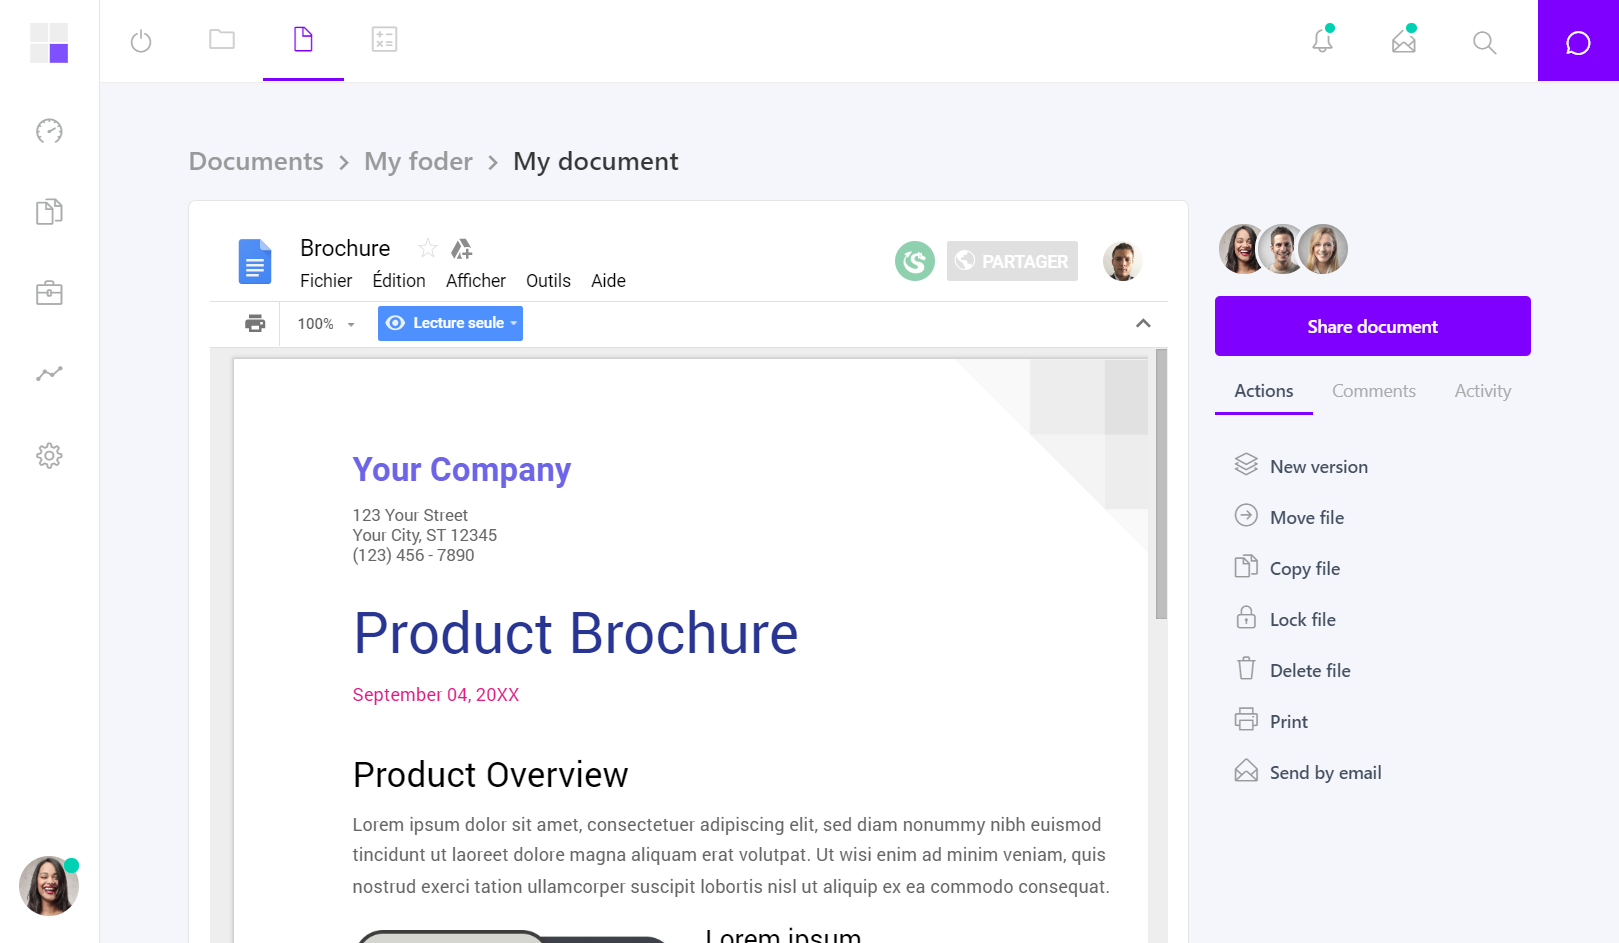 Documents > My foder > My document
Brochure
Fichier Édition Afficher Outils Aide
PARTAGER
100%
Lecture seule
Your Company
123 Your Street
Your City, ST 12345
(123) 456 - 7890
Product Brochure
September 04, 20XX
Product Overview
Lorem ipsum dolor sit amet, consectetuer adipiscing elit, sed diam nonummy nibh euismod
tincidunt ut laoreet dolore magna aliquam erat volutpat. Ut wisi enim ad minim veniam, quis
nostrud exerci tation ullamcorper suscipit lobortis nisl ut aliquip ex ea commodo consequat.
Lorem ipsum
Share document
Actions Comments Activity
New version
Move file
Copy file
Lock file
Delete file
Print
Send by email